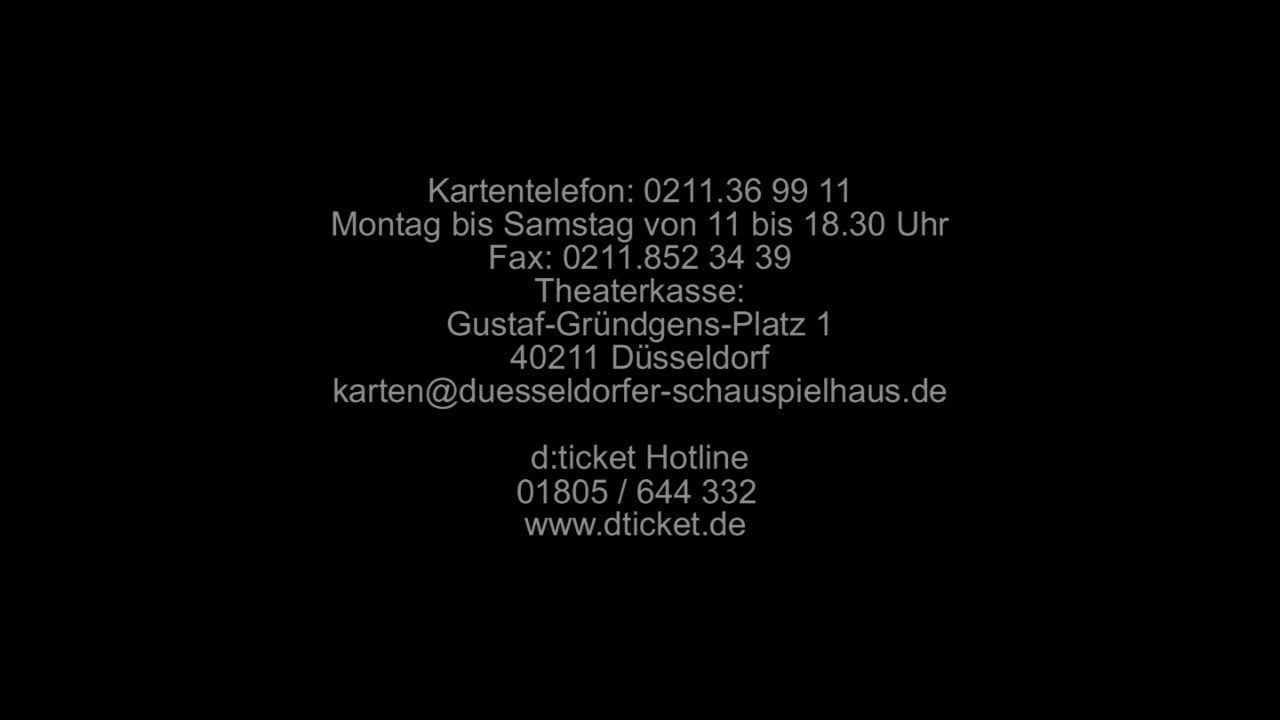 Kartentelefon: 0211.36 99 11
Montag bis Samstag von 11 bis 18.30 Uhr
Fax: 0211.852 34 39
Theaterkasse:
Gustaf-Gründgens-Platz 1
40211 Düsseldorf
karten@duesseldorfer-schauspielhaus.de
d:ticket Hotline
01805 / 644 332
www.dticket.de